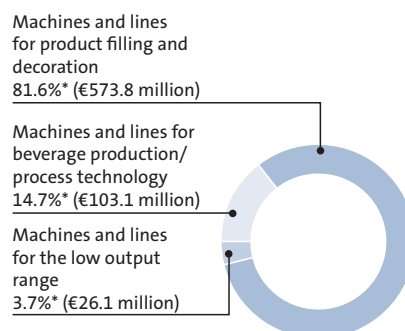 Machines and lines
for product filling and
decoration
81.6%* (€573.8 million)
Machines and lines for
beverage production/
process technology
14.7%* (€103.1 million)
Machines and lines
for the low output
range
3.7%* (€26.1 million)